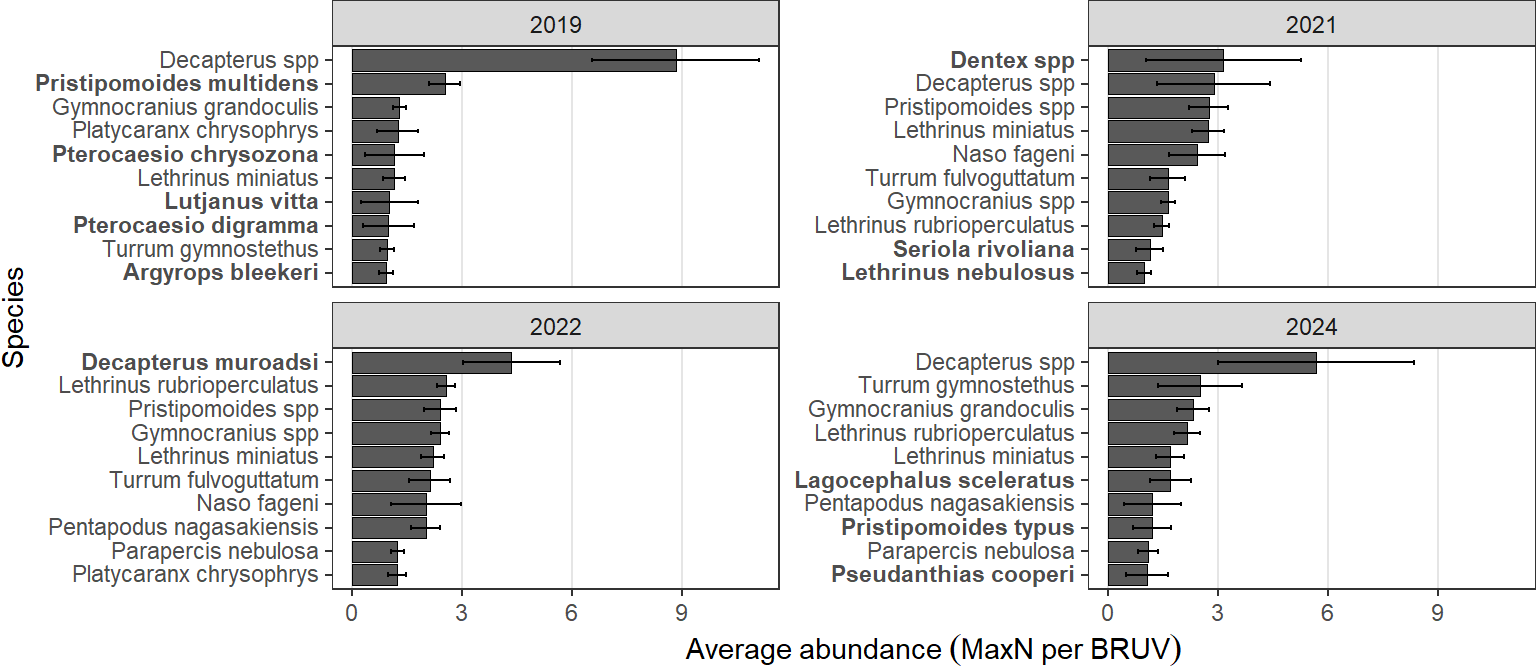 Species
2019
Decapterus spp
Pristipomoides multidens
Gymnocranius grandoculis
Platycaranx chrysophrys
Pterocaesio chrysozona
Lethrinus miniatus
Lutjanus vitta
Pterocaesio digramma
Turrum gymnostethus
Argyrops bleekeri
2021
Dentex spp
Decapterus spp
Pristipomoides spp
Lethrinus miniatus
Naso fageni
Turrum fulvoguttatum
Gymnocranius spp
Lethrinus rubrioperculatus
Seriola rivoliana
Lethrinus nebulosus
2022
Decapterus muroadsi
Lethrinus rubrioperculatus
Pristipomoides spp
Gymnocranius spp
Lethrinus miniatus
Turrum fulvoguttatum
Naso fageni
Pentapodus nagasakiensis
Parapercis nebulosa
Platycaranx chrysophrys
0 3 6 9
2024
Decapterus spp
Turrum gymnostethus
Gymnocranius grandoculis
Lethrinus rubrioperculatus
Lethrinus miniatus
Lagocephalus sceleratus
Pentapodus nagasakiensis
Pristipomoides typus
Parapercis nebulosa
Pseudanthias cooperi
0 3 6 9
Average abundance (MaxN per BRUV)